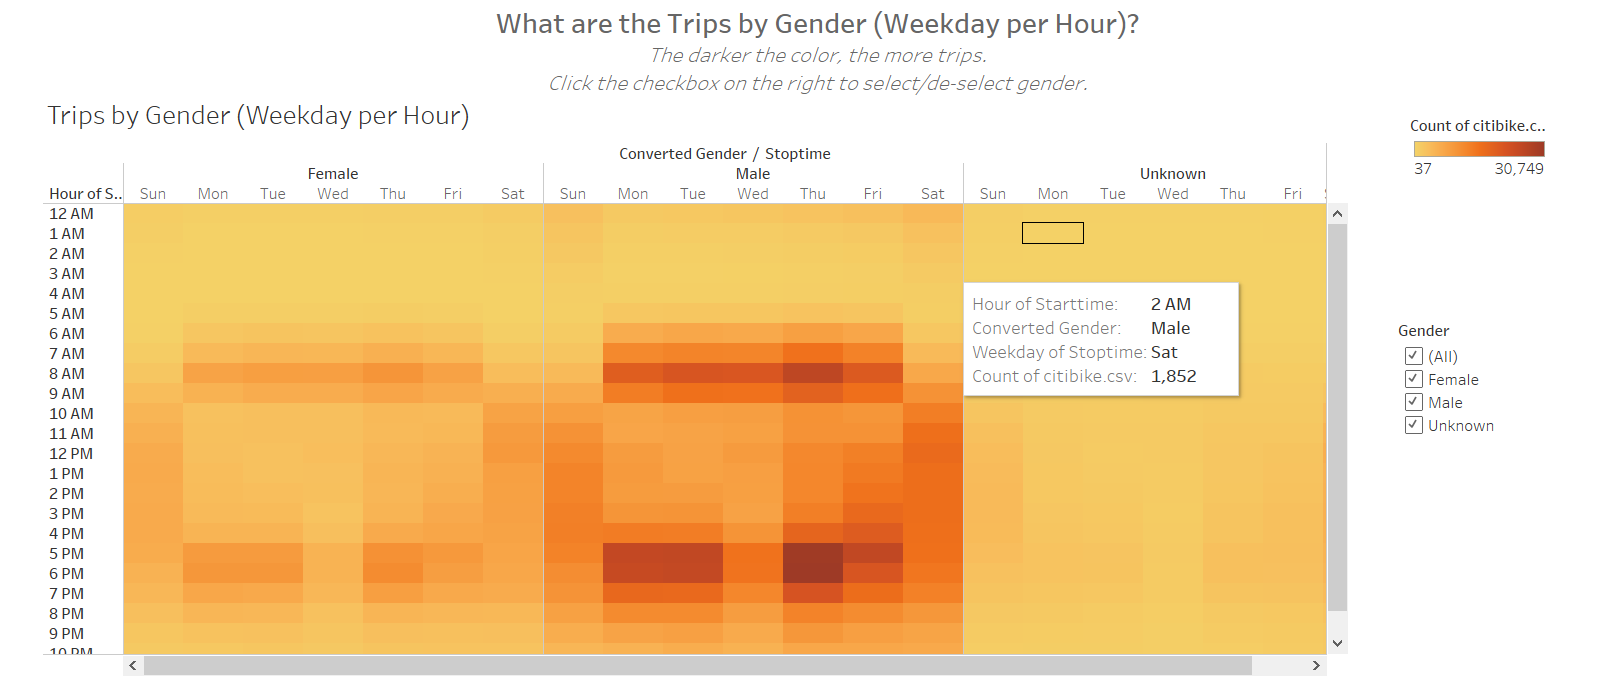 What are the Trips by Gender (Weekday per Hour)?
The darker the color, the more trips.
Click the checkbox on the right to select/de-select gender.
Trips by Gender (Weekday per Hour)
Converted Gender / Stoptime
Female Male Unknown
Hour of S.. Sun Mon Tue Wed Thu Fri Sat Sun Mon Tue Wed Thu Fri Sat Sun Mon Tue Wed Thu Fri
12 AM
1 AM
2 AM
3 AM
4 AM
5 AM
6 AM
7 AM
8 AM
9 AM
10 AM
11 AM
12 PM
1 PM
2 PM
3 PM
4 PM
5 PM
6 PM
7 PM
8 PM
9 PM
10 PM
Hour of Starttime: 2 AM
Converted Gender: Male
Weekday of Stoptime: Sat
Count of citibike.csv: 1,852
Count of citibike.c..
37 30,749
Gender
(All)
Female
Male
Unknown